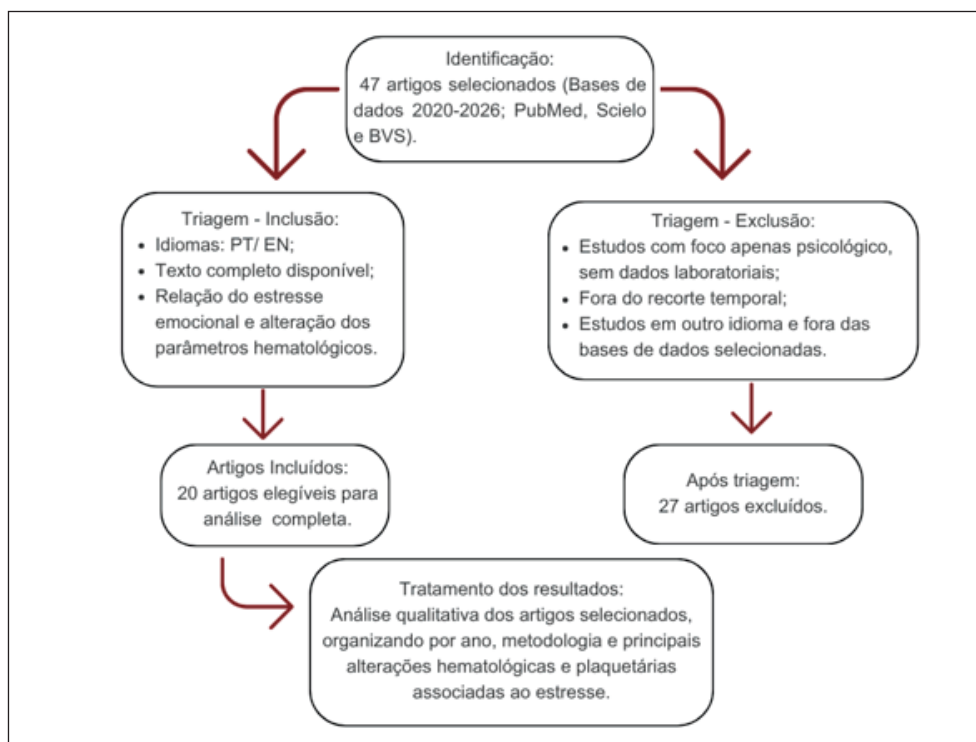 Identificação:
47 artigos selecionados (Bases de
dados 2020-2026; PubMed, Scielo
e BVS).
Triagem - Inclusão:
• Idiomas: PT/ EN;
• Texto completo disponível;
• Relação do estresse
emocional e alteração dos
parâmetros hematológicos.
Triagem - Exclusão:
• Estudos com foco apenas psicológico,
sem dados laboratoriais;
• Fora do recorte temporal;
• Estudos em outro idioma e fora das
bases de dados selecionadas.
Artigos Incluídos:
20 artigos elegíveis para
análise completa.
Após triagem:
27 artigos excluídos.
Tratamento dos resultados:
Análise qualitativa dos artigos selecionados,
organizando por ano, metodologia e principais
alterações hematológicas e plaquetárias
associadas ao estresse.